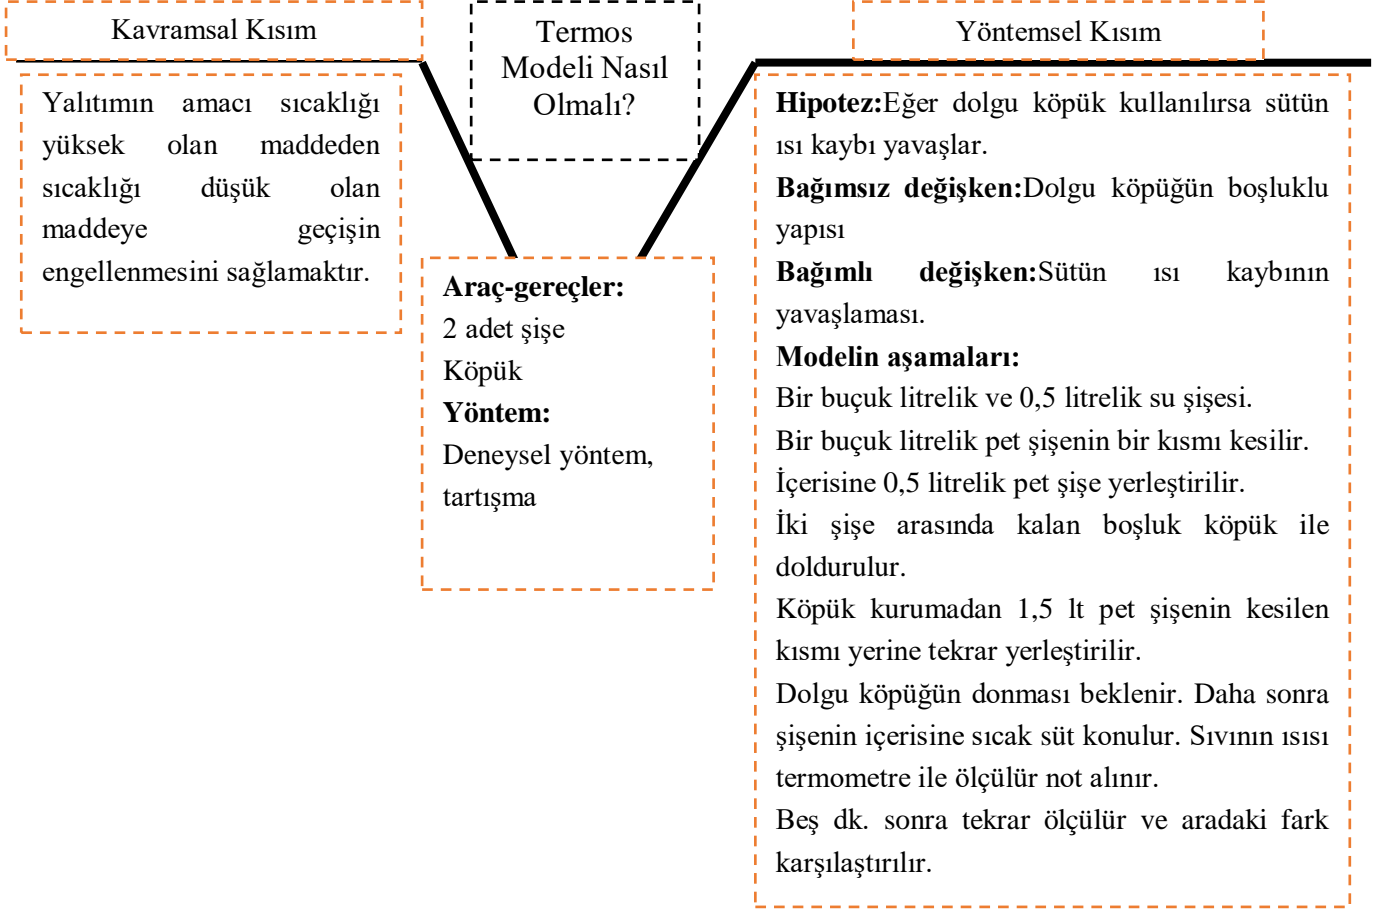 Kavramsal Kısım
Yalıtımın amacı sıcaklığı
yüksek olan maddeden
sıcaklığı düşük olan
maddeye geçişin
engellenmesini sağlamaktır.
Termos
Modeli Nasıl
Olmalı?
Araç-gereçler:
2 adet şişe
Köpük
Yöntem:
Deneysel yöntem,
tartışma
Yöntemsel Kısım
Hipotez:Eğer dolgu köpük kullanılırsa sütün
ısı kaybı yavaşlar.
Bağımsız değişken:Dolgu köpüğün boşluklu
yapısı
Bağımlı değişken:Sütün ısı kaybının
yavaşlaması.
Modelin aşamaları:
Bir buçuk litrelik ve 0,5 litrelik su şişesi.
Bir buçuk litrelik pet şişenin bir kısmı kesilir.
İçerisine 0,5 litrelik pet şişe yerleştirilir.
İki şişe arasında kalan boşluk köpük ile
doldurulur.
Köpük kurumadan 1,5 lt pet şişenin kesilen
kısmı yerine tekrar yerleştirilir.
Dolgu köpüğün donması beklenir. Daha sonra
şişenin içerisine sıcak süt konulur. Sıvının ısısı
termometre ile ölçülür not alınır.
Beş dk. sonra tekrar ölçülür ve aradaki fark
karşılaştırılır.